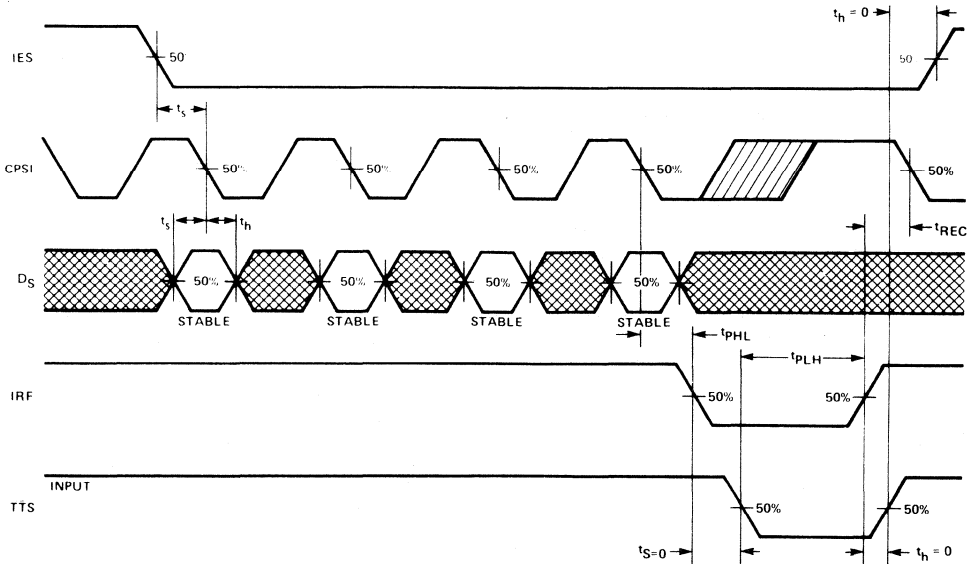 t_h = 0
IES
50
50
t_s
CPSI
50%
50%
50%
50%
50%
t_s
t_h
t_REC
D_S
50%
50%
50%
50%
STABLE
STABLE
STABLE
STABLE
t_PHL
t_PLH
IRF
50%
50%
INPUT
TTS
50%
50%
t_S=0
t_h = 0